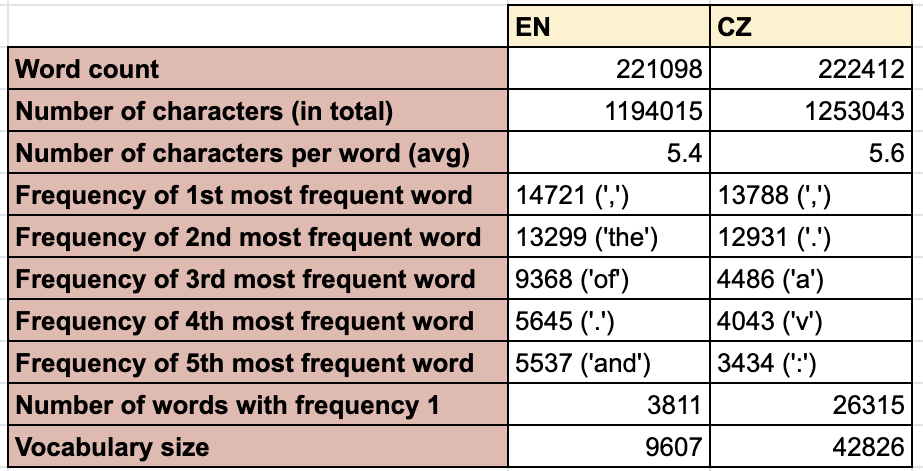 EN CZ
Word count 221098 222412
Number of characters (in total) 1194015 1253043
Number of characters per word (avg) 5.4 5.6
Frequency of 1st most frequent word 14721 (',') 13788 (',')
Frequency of 2nd most frequent word 13299 ('the') 12931 ('.')
Frequency of 3rd most frequent word 9368 ('of') 4486 ('a')
Frequency of 4th most frequent word 5645 ('.') 4043 ('v')
Frequency of 5th most frequent word 5537 ('and') 3434 (':')
Number of words with frequency 1 3811 26315
Vocabulary size 9607 42826